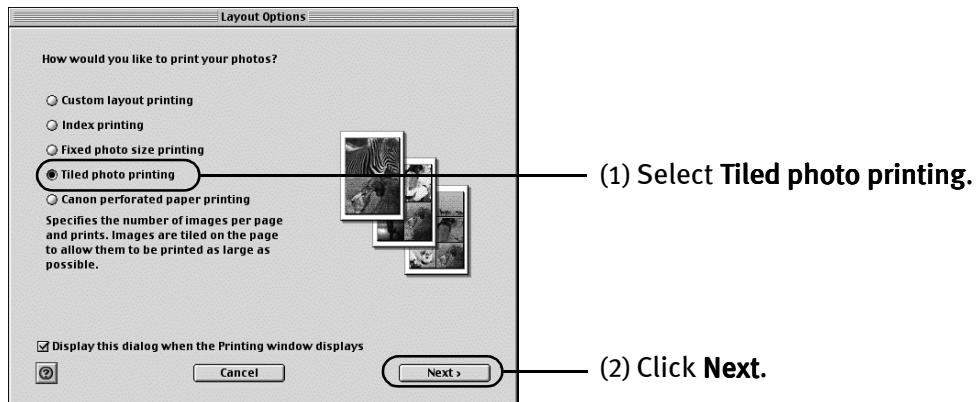 Layout Options
How would you like to print your photos?
Custom layout printing
Index printing
Fixed photo size printing
Tiled photo printing
Canon perforated paper printing
Specifies the number of images per page
and prints. Images are tiled on the page
to allow them to be printed as large as
possible.
Display this dialog when the Printing window displays
?
Cancel
Next ›
(1) Select Tiled photo printing.
(2) Click Next.